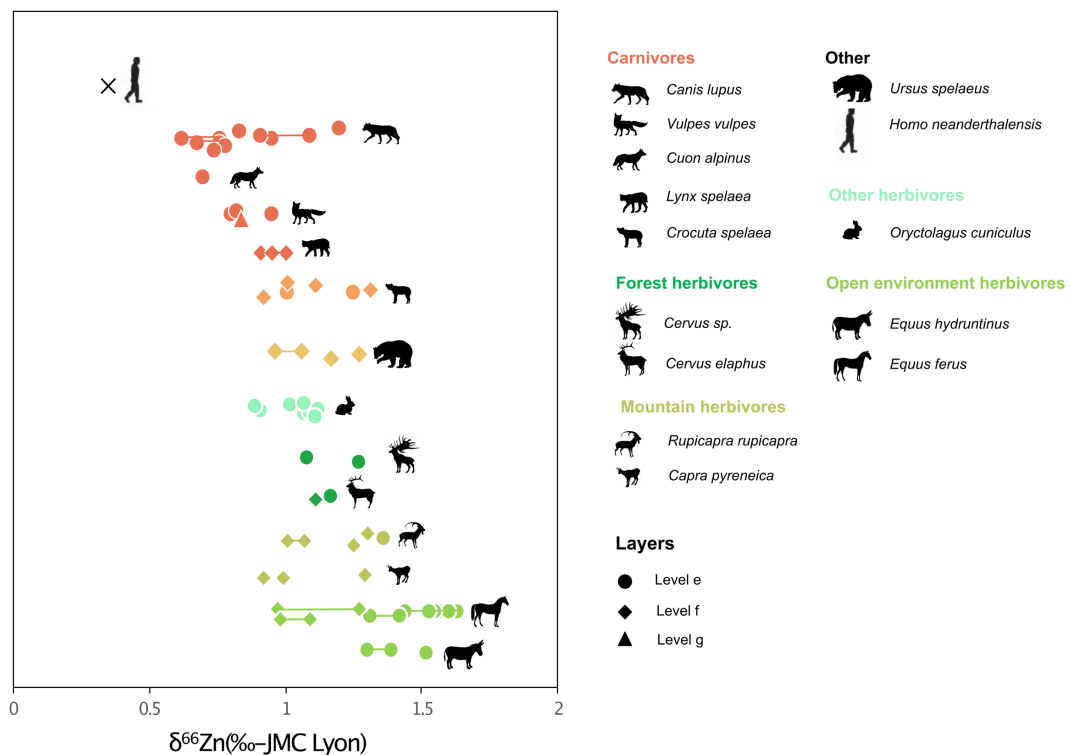 0
0.5
1
1.5
2
δ⁶⁶Zn(‰–JMC Lyon)
Carnivores
Canis lupus
Vulpes vulpes
Cuon alpinus
Lynx spelaea
Crocuta spelaea
Forest herbivores
Cervus sp.
Cervus elaphus
Mountain herbivores
Rupicapra rupicapra
Capra pyreneica
Layers
Level e
Level f
Level g
Other
Ursus spelaeus
Homo neanderthalensis
Other herbivores
Oryctolagus cuniculus
Open environment herbivores
Equus hydruntinus
Equus ferus